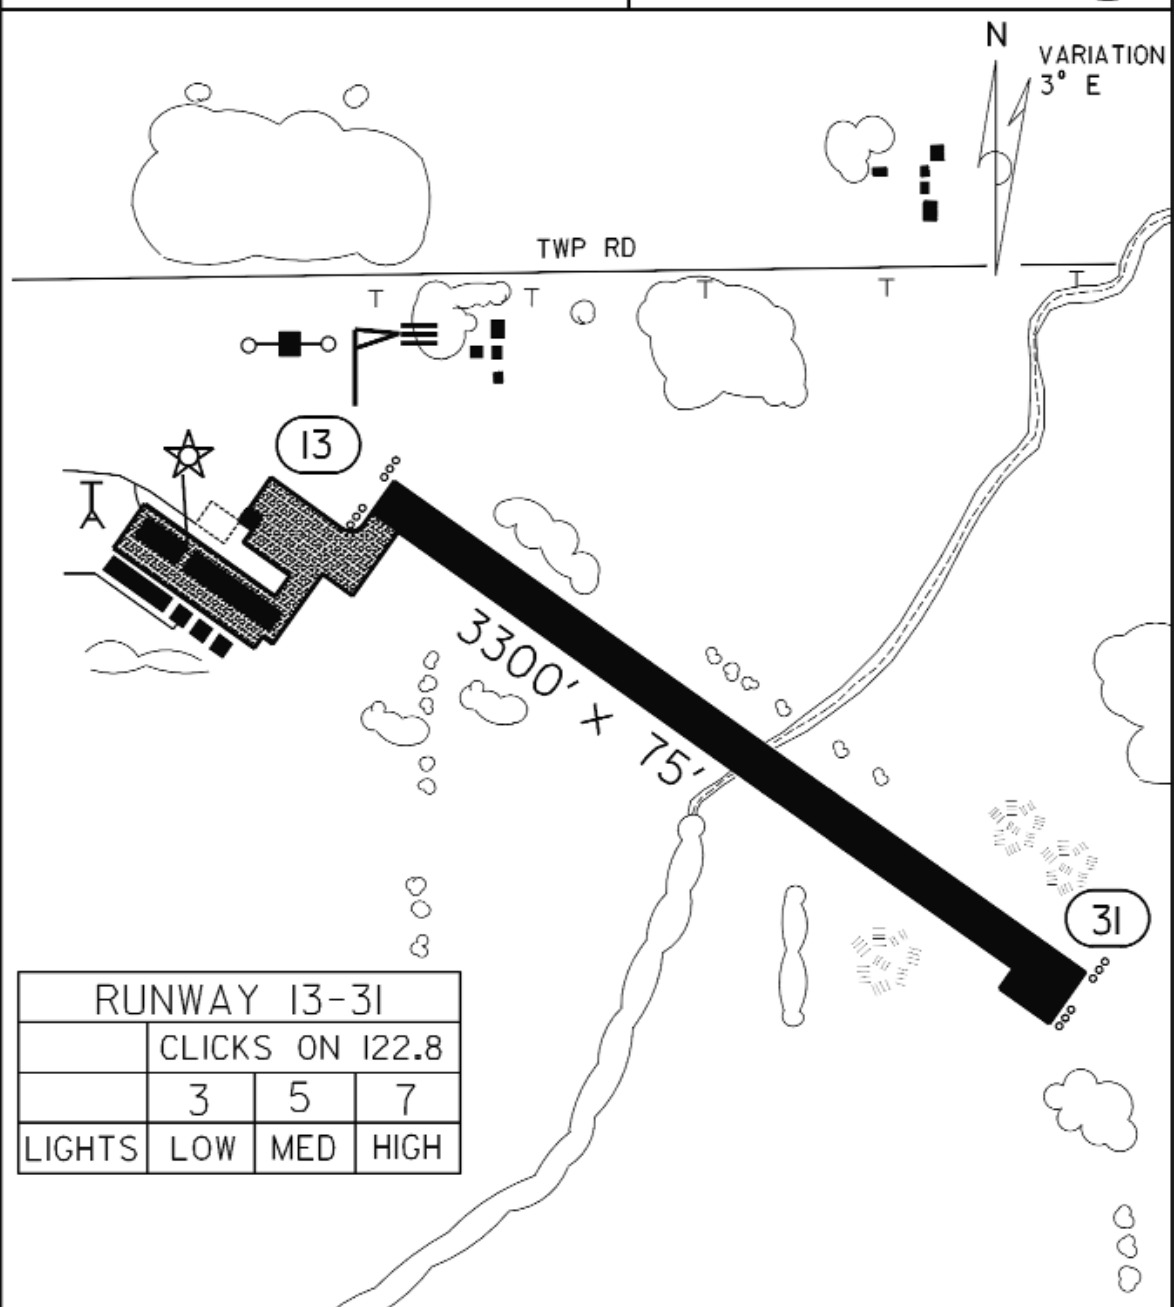 N
VARIATION
3° E
TWP RD
T T T T T
13
3300' x 75'
31
RUNWAY 13-31
CLICKS ON 122.8
3 5 7
LIGHTS LOW MED HIGH